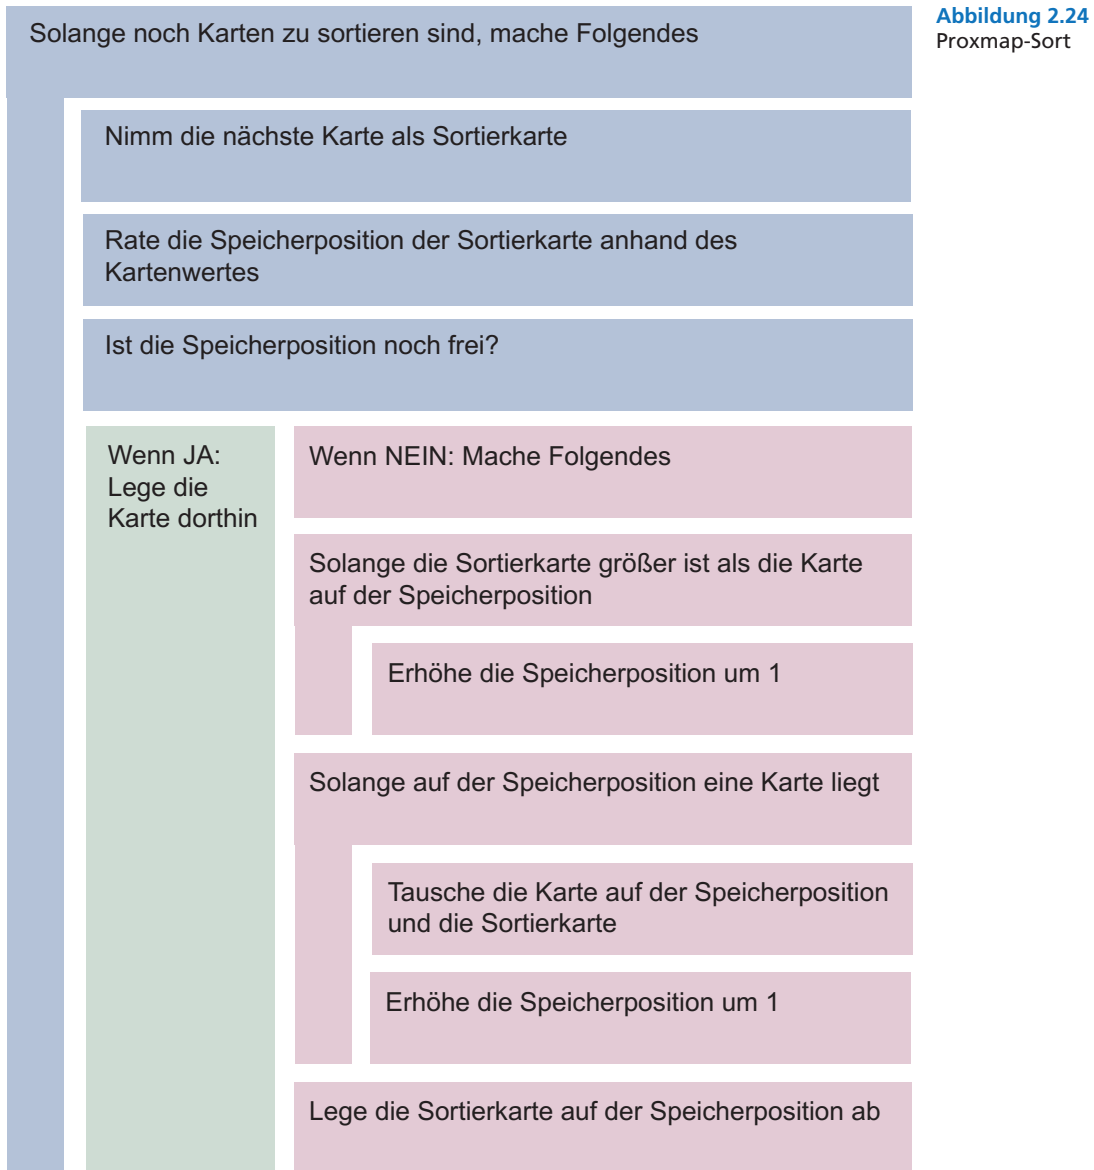 Solange noch Karten zu sortieren sind, mache Folgendes
Abbildung 2.24
Proxmap-Sort
Nimm die nächste Karte als Sortierkarte
Rate die Speicherposition der Sortierkarte anhand des
Kartenwertes
Ist die Speicherposition noch frei?
Wenn JA:
Lege die
Karte dorthin
Wenn NEIN: Mache Folgendes
Solange die Sortierkarte größer ist als die Karte
auf der Speicherposition
Erhöhe die Speicherposition um 1
Solange auf der Speicherposition eine Karte liegt
Tausche die Karte auf der Speicherposition
und die Sortierkarte
Erhöhe die Speicherposition um 1
Lege die Sortierkarte auf der Speicherposition ab